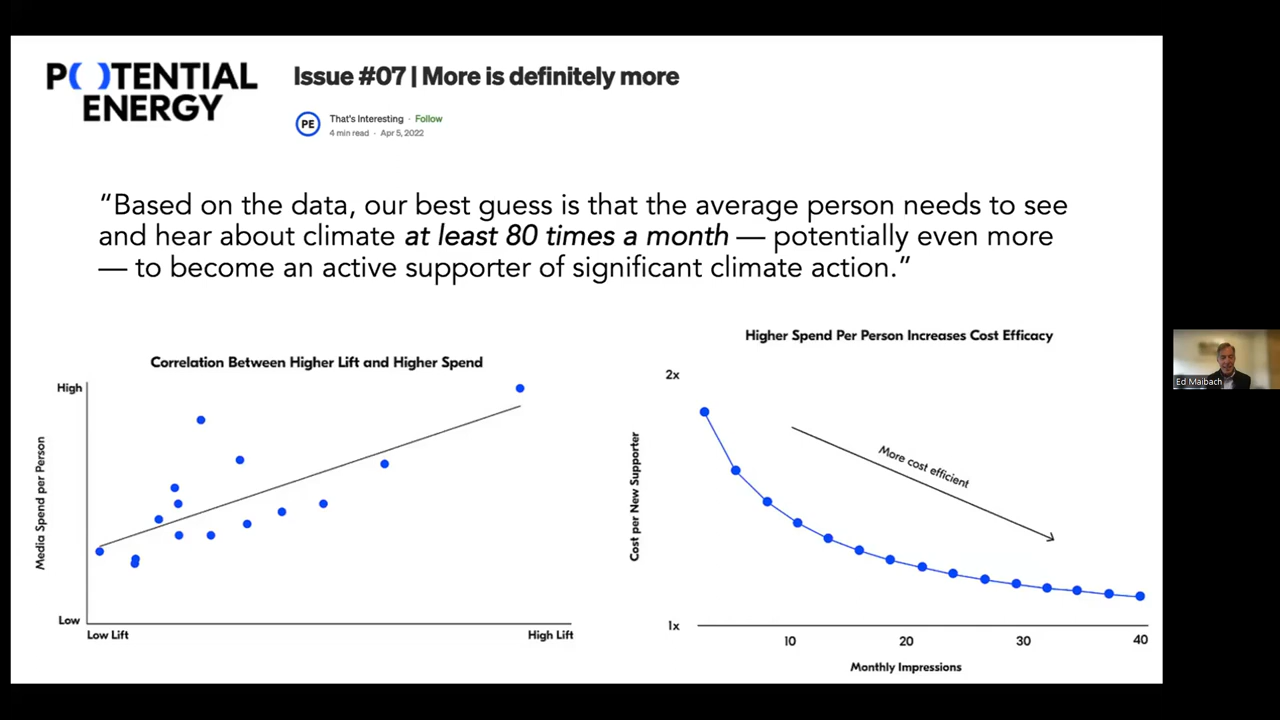 P( )TENTIAL
ENERGY
Issue #07 | More is definitely more
PE
That's Interesting · Follow
4 min read · Apr 5, 2022
“Based on the data, our best guess is that the average person needs to see
and hear about climate at least 80 times a month — potentially even more
— to become an active supporter of significant climate action.”
Correlation Between Higher Lift and Higher Spend
High
Media Spend per Person
Low
Low Lift
High Lift
Higher Spend Per Person Increases Cost Efficacy
2x
Cost per New Supporter
More cost efficient
1x
10
20
30
40
Monthly Impressions
Ed Maibach